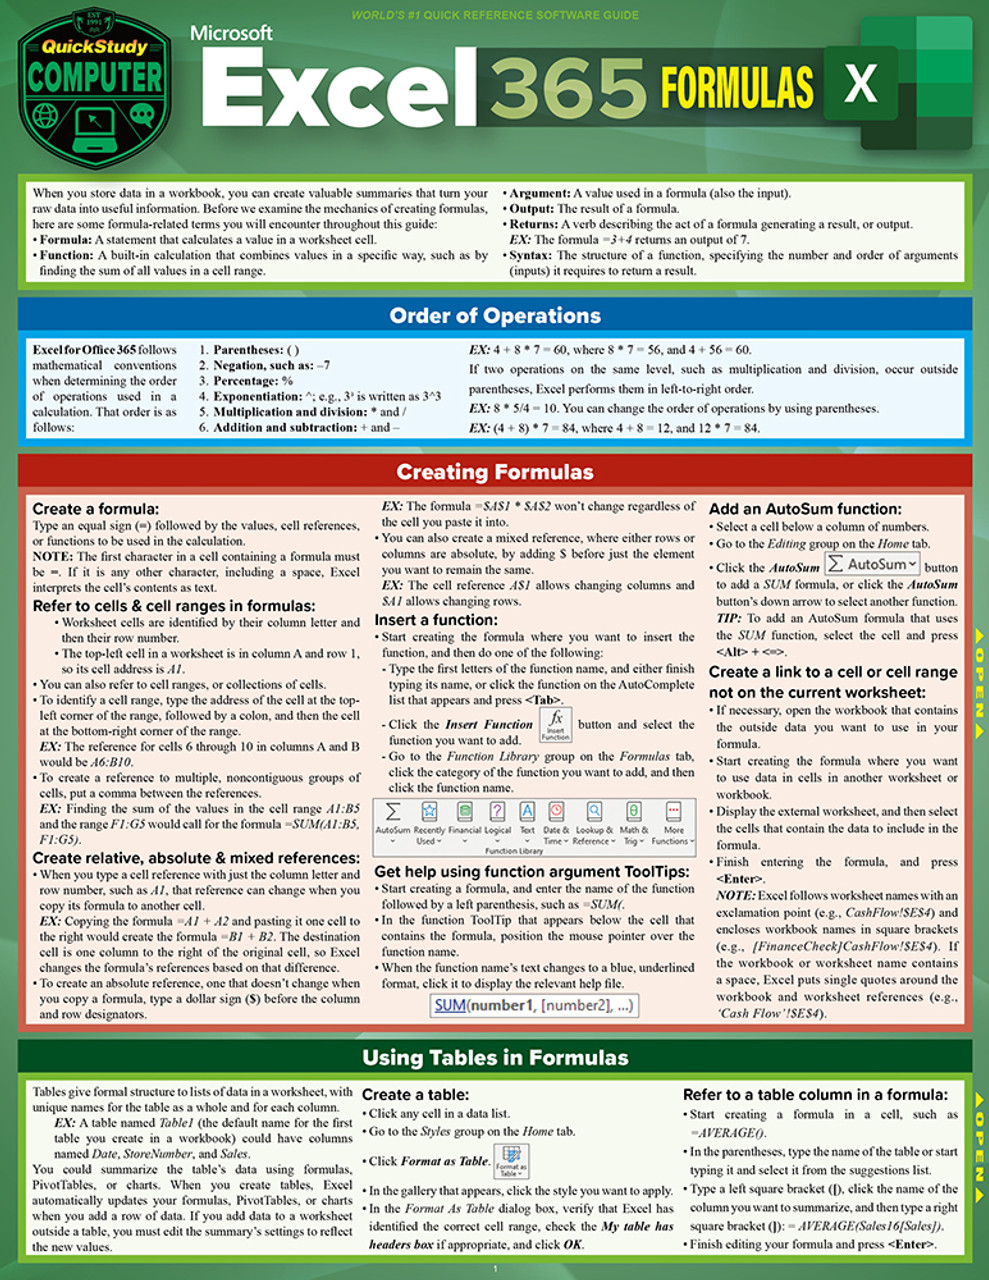 WORLD'S #1 QUICK REFERENCE SOFTWARE GUIDE
EST
1991
QuickStudy
COMPUTER
Microsoft
Excel 365 FORMULAS
X
When you store data in a workbook, you can create valuable summaries that turn your
raw data into useful information. Before we examine the mechanics of creating formulas,
here are some formula-related terms you will encounter throughout this guide:
• Formula: A statement that calculates a value in a worksheet cell.
• Function: A built-in calculation that combines values in a specific way, such as by
finding the sum of all values in a cell range.
• Argument: A value used in a formula (also the input).
• Output: The result of a formula.
• Returns: A verb describing the act of a formula generating a result, or output.
EX: The formula =3+4 returns an output of 7.
• Syntax: The structure of a function, specifying the number and order of arguments
(inputs) it requires to return a result.
Order of Operations
Excel for Office 365 follows
mathematical conventions
when determining the order
of operations used in a
calculation. That order is as
follows:
1. Parentheses: ( )
2. Negation, such as: –7
3. Percentage: %
4. Exponentiation: ^; e.g., 3³ is written as 3^3
5. Multiplication and division: * and /
6. Addition and subtraction: + and –
EX: 4 + 8 * 7 = 60, where 8 * 7 = 56, and 4 + 56 = 60.
If two operations on the same level, such as multiplication and division, occur outside
parentheses, Excel performs them in left-to-right order.
EX: 8 * 5/4 = 10. You can change the order of operations by using parentheses.
EX: (4 + 8) * 7 = 84, where 4 + 8 = 12, and 12 * 7 = 84.
Creating Formulas
Create a formula:
Type an equal sign (=) followed by the values, cell references,
or functions to be used in the calculation.
NOTE: The first character in a cell containing a formula must
be =. If it is any other character, including a space, Excel
interprets the cell's contents as text.
Refer to cells & cell ranges in formulas:
• Worksheet cells are identified by their column letter and
then their row number.
• The top-left cell in a worksheet is in column A and row 1,
so its cell address is A1.
• You can also refer to cell ranges, or collections of cells.
• To identify a cell range, type the address of the cell at the top-
left corner of the range, followed by a colon, and then the cell
at the bottom-right corner of the range.
EX: The reference for cells 6 through 10 in columns A and B
would be A6:B10.
• To create a reference to multiple, noncontiguous groups of
cells, put a comma between the references.
EX: Finding the sum of the values in the cell range A1:B5
and the range F1:G5 would call for the formula =SUM(A1:B5,
F1:G5).
Create relative, absolute & mixed references:
• When you type a cell reference with just the column letter and
row number, such as A1, that reference can change when you
copy its formula to another cell.
EX: Copying the formula =A1 + A2 and pasting it one cell to
the right would create the formula =B1 + B2. The destination
cell is one column to the right of the original cell, so Excel
changes the formula's references based on that difference.
• To create an absolute reference, one that doesn't change when
you copy a formula, type a dollar sign ($) before the column
and row designators.
EX: The formula =$A$1 * $A$2 won't change regardless of
the cell you paste it into.
• You can also create a mixed reference, where either rows or
columns are absolute, by adding $ before just the element
you want to remain the same.
EX: The cell reference A$1 allows changing columns and
$A1 allows changing rows.
Insert a function:
• Start creating the formula where you want to insert the
function, and then do one of the following:
- Type the first letters of the function name, and either finish
typing its name, or click the function on the AutoComplete
list that appears and press <Tab>.
- Click the Insert Function fx Insert Function button and select the
function you want to add.
- Go to the Function Library group on the Formulas tab,
click the category of the function you want to add, and then
click the function name.
AutoSum Recently Used Financial Logical Text Date & Time Lookup & Reference Math & Trig More Functions
Function Library
Get help using function argument ToolTips:
• Start creating a formula, and enter the name of the function
followed by a left parenthesis, such as =SUM(.
• In the function ToolTip that appears below the cell that
contains the formula, position the mouse pointer over the
function name.
• When the function name's text changes to a blue, underlined
format, click it to display the relevant help file.
SUM(number1, [number2], ...)
Add an AutoSum function:
• Select a cell below a column of numbers.
• Go to the Editing group on the Home tab.
• Click the AutoSum Σ AutoSum button
to add a SUM formula, or click the AutoSum
button's down arrow to select another function.
TIP: To add an AutoSum formula that uses
the SUM function, select the cell and press
<Alt> + <=>.
Create a link to a cell or cell range
not on the current worksheet:
• If necessary, open the workbook that contains
the outside data you want to use in your
formula.
• Start creating the formula where you want
to use data in cells in another worksheet or
workbook.
• Display the external worksheet, and then select
the cells that contain the data to include in the
formula.
• Finish entering the formula, and press
<Enter>.
NOTE: Excel follows worksheet names with an
exclamation point (e.g., CashFlow!$E$4) and
encloses workbook names in square brackets
(e.g., [FinanceCheck]CashFlow!$E$4). If
the workbook or worksheet name contains
a space, Excel puts single quotes around the
workbook and worksheet references (e.g.,
'Cash Flow'!$E$4).
OPEN
Using Tables in Formulas
Tables give formal structure to lists of data in a worksheet, with
unique names for the table as a whole and for each column.
EX: A table named Table1 (the default name for the first
table you create in a workbook) could have columns
named Date, StoreNumber, and Sales.
You could summarize the table's data using formulas,
PivotTables, or charts. When you create tables, Excel
automatically updates your formulas, PivotTables, or charts
when you add a row of data. If you add data to a worksheet
outside a table, you must edit the summary's settings to reflect
the new values.
Create a table:
• Click any cell in a data list.
• Go to the Styles group on the Home tab.
• Click Format as Table. Format as Table
• In the gallery that appears, click the style you want to apply.
• In the Format As Table dialog box, verify that Excel has
identified the correct cell range, check the My table has
headers box if appropriate, and click OK.
Refer to a table column in a formula:
• Start creating a formula in a cell, such as
=AVERAGE().
• In the parentheses, type the name of the table or start
typing it and select it from the suggestions list.
• Type a left square bracket ([), click the name of the
column you want to summarize, and then type a right
square bracket (]): = AVERAGE(Sales16[Sales]).
• Finish editing your formula and press <Enter>.
OPEN
1